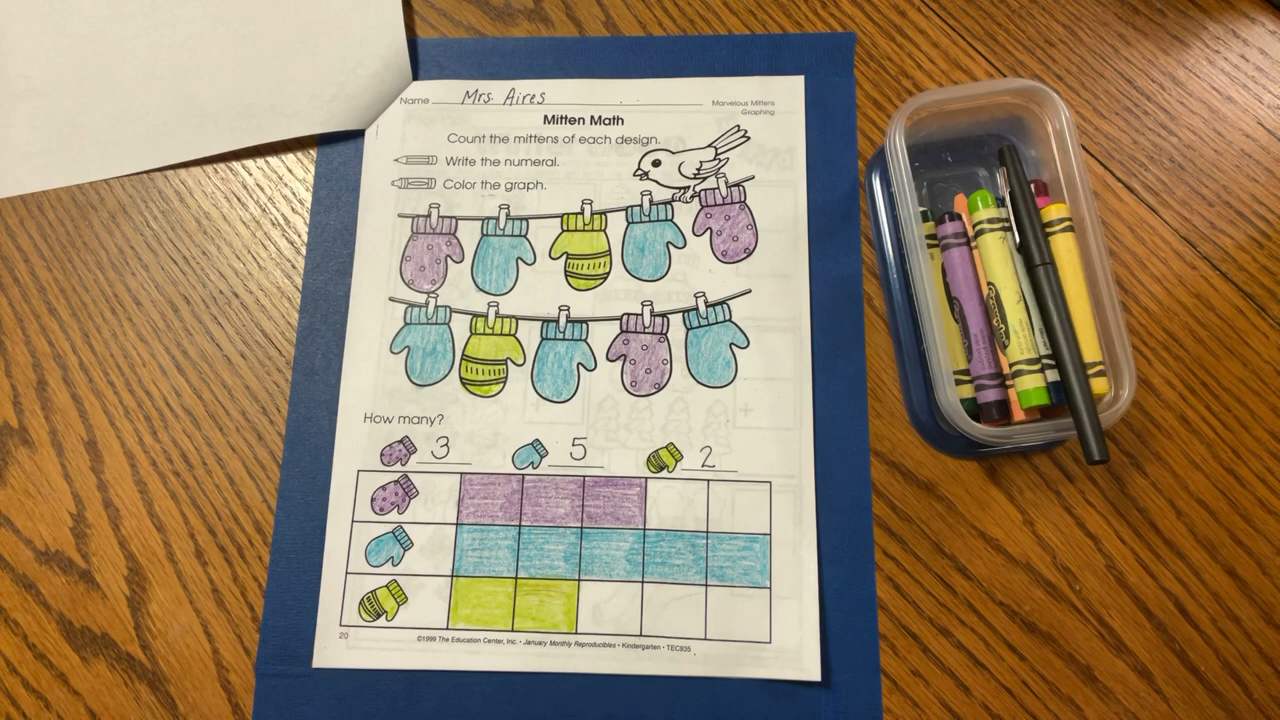 Name Mrs. Aires
Marvelous Mittens
Graphing
Mitten Math
Count the mittens of each design.
Write the numeral.
Color the graph.
How many?
3 5 2
20
©1999 The Education Center, Inc. • January Monthly Reproducibles • Kindergarten • TEC935